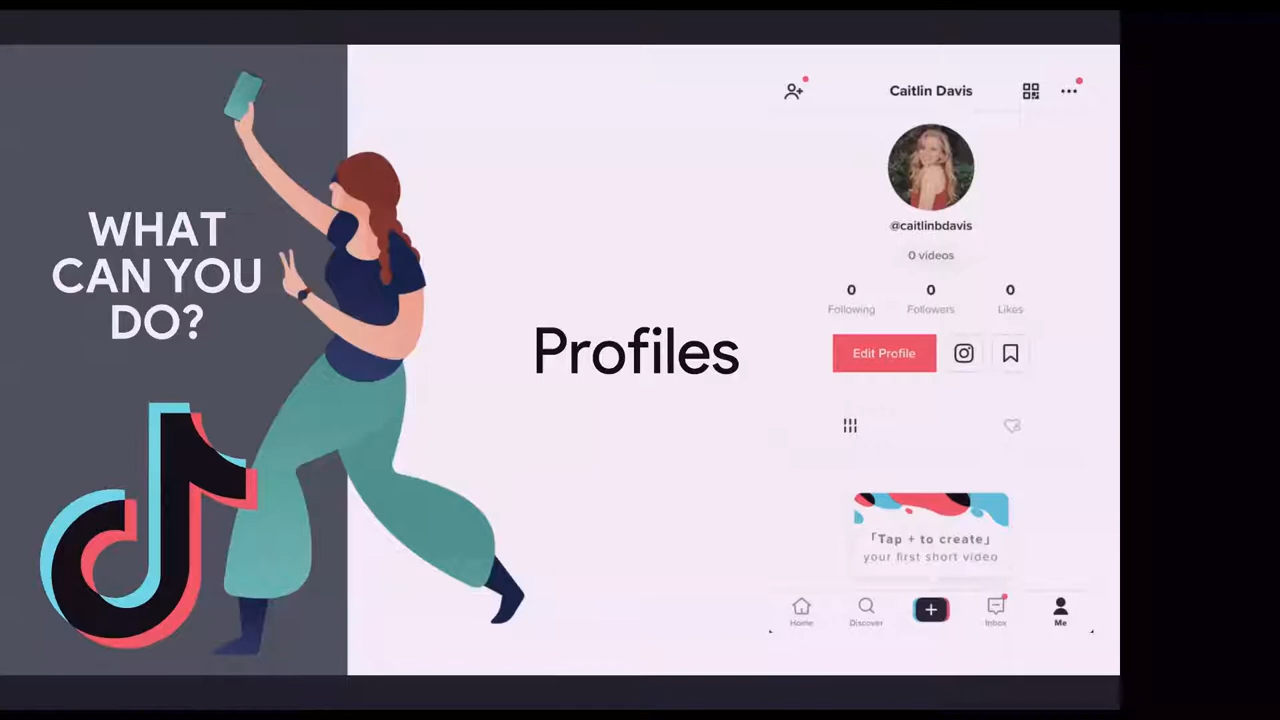 WHAT
CAN YOU
DO?
Profiles
Caitlin Davis
@caitlinbdavis
0 videos
0 0 0
Following Followers Likes
Edit Profile
「Tap + to create」
your first short video
Home Discover Inbox Me